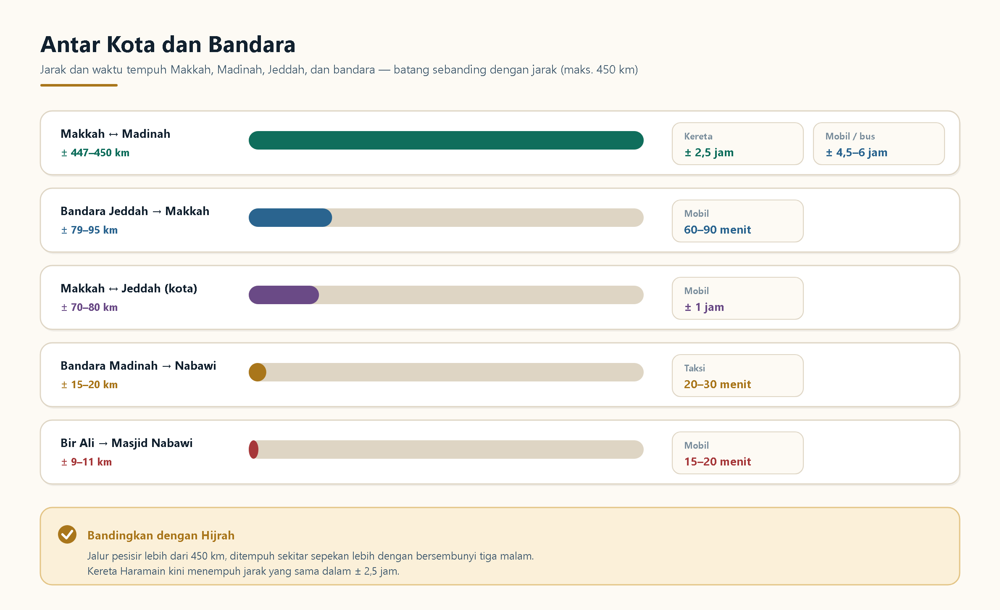 Antar Kota dan Bandara
Jarak dan waktu tempuh Makkah, Madinah, Jeddah, dan bandara — batang sebanding dengan jarak (maks. 450 km)
Makkah ↔ Madinah
± 447–450 km
Kereta
± 2,5 jam
Mobil / bus
± 4,5–6 jam
Bandara Jeddah → Makkah
± 79–95 km
Mobil
60–90 menit
Makkah ↔ Jeddah (kota)
± 70–80 km
Mobil
± 1 jam
Bandara Madinah → Nabawi
± 15–20 km
Taksi
20–30 menit
Bir Ali → Masjid Nabawi
± 9–11 km
Mobil
15–20 menit
Bandingkan dengan Hijrah
Jalur pesisir lebih dari 450 km, ditempuh sekitar sepekan lebih dengan bersembunyi tiga malam.
Kereta Haramain kini menempuh jarak yang sama dalam ± 2,5 jam.